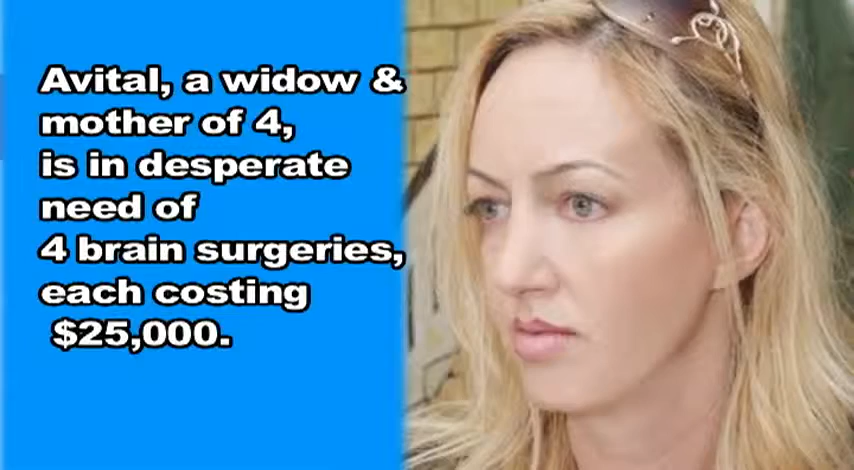 Avital, a widow &
mother of 4,
is in desperate
need of
4 brain surgeries,
each costing
$25,000.